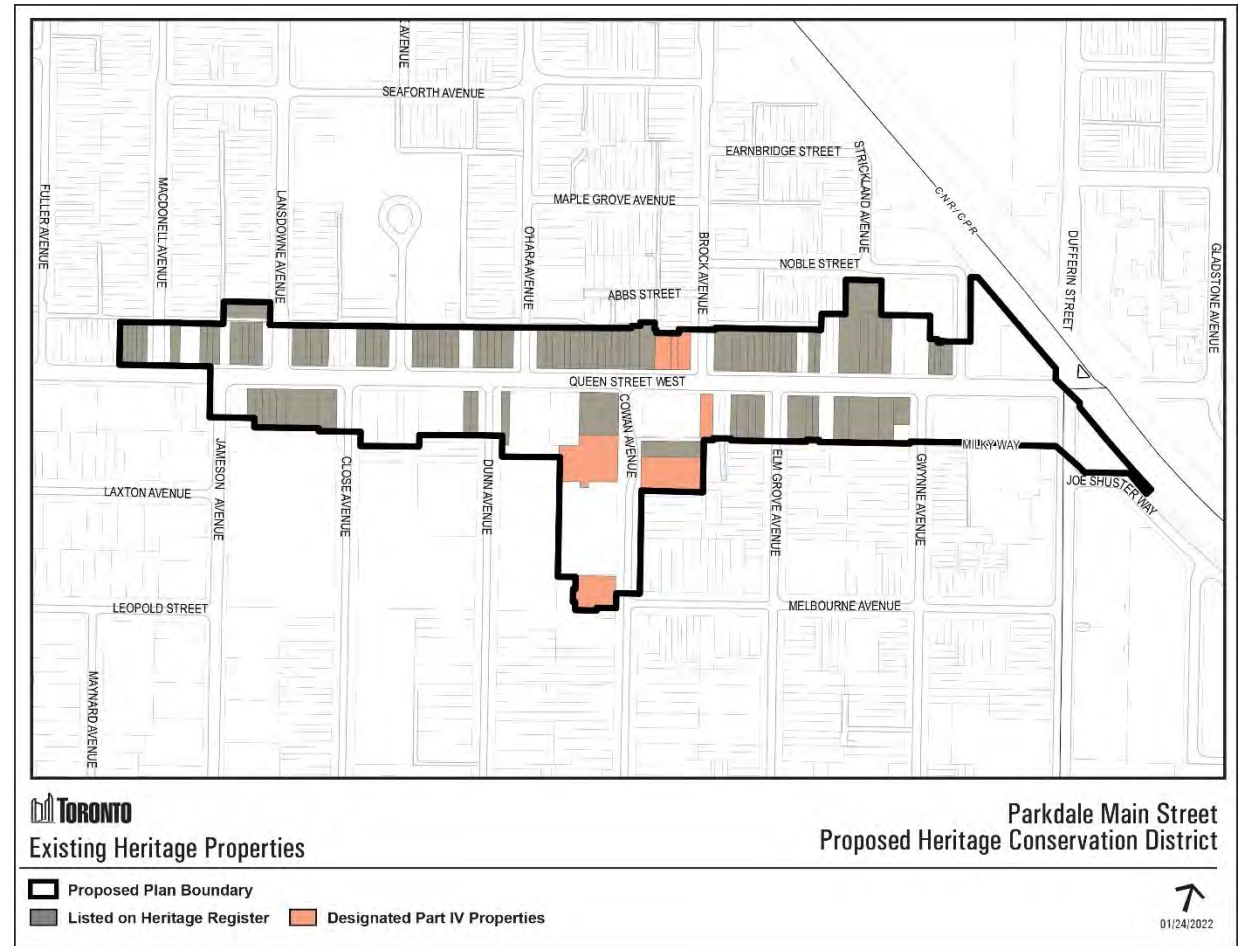 E AVENUE
SEAFORTH AVENUE
EARNBRIDGE STREET
STRICKLAND AVENUE
CNR/CPR
FULLER AVENUE
MACDONELL AVENUE
LANSDOWNE AVENUE
MAPLE GROVE AVENUE
O'HARA AVENUE
BROCK AVENUE
DUFFERIN STREET
GLADSTONE AVENUE
NOBLE STREET
ABBS STREET
QUEEN STREET WEST
COWAN AVENUE
JAMESON AVENUE
CLOSE AVENUE
DUNN AVENUE
ELM GROVE AVENUE
GWYNNE AVENUE
MILKY WAY
JOE SHUSTER WAY
LAXTON AVENUE
LEOPOLD STREET
MELBOURNE AVENUE
MAYNARD AVENUE
TORONTO
Existing Heritage Properties
Parkdale Main Street
Proposed Heritage Conservation District
Proposed Plan Boundary
Listed on Heritage Register
Designated Part IV Properties
01/24/2022